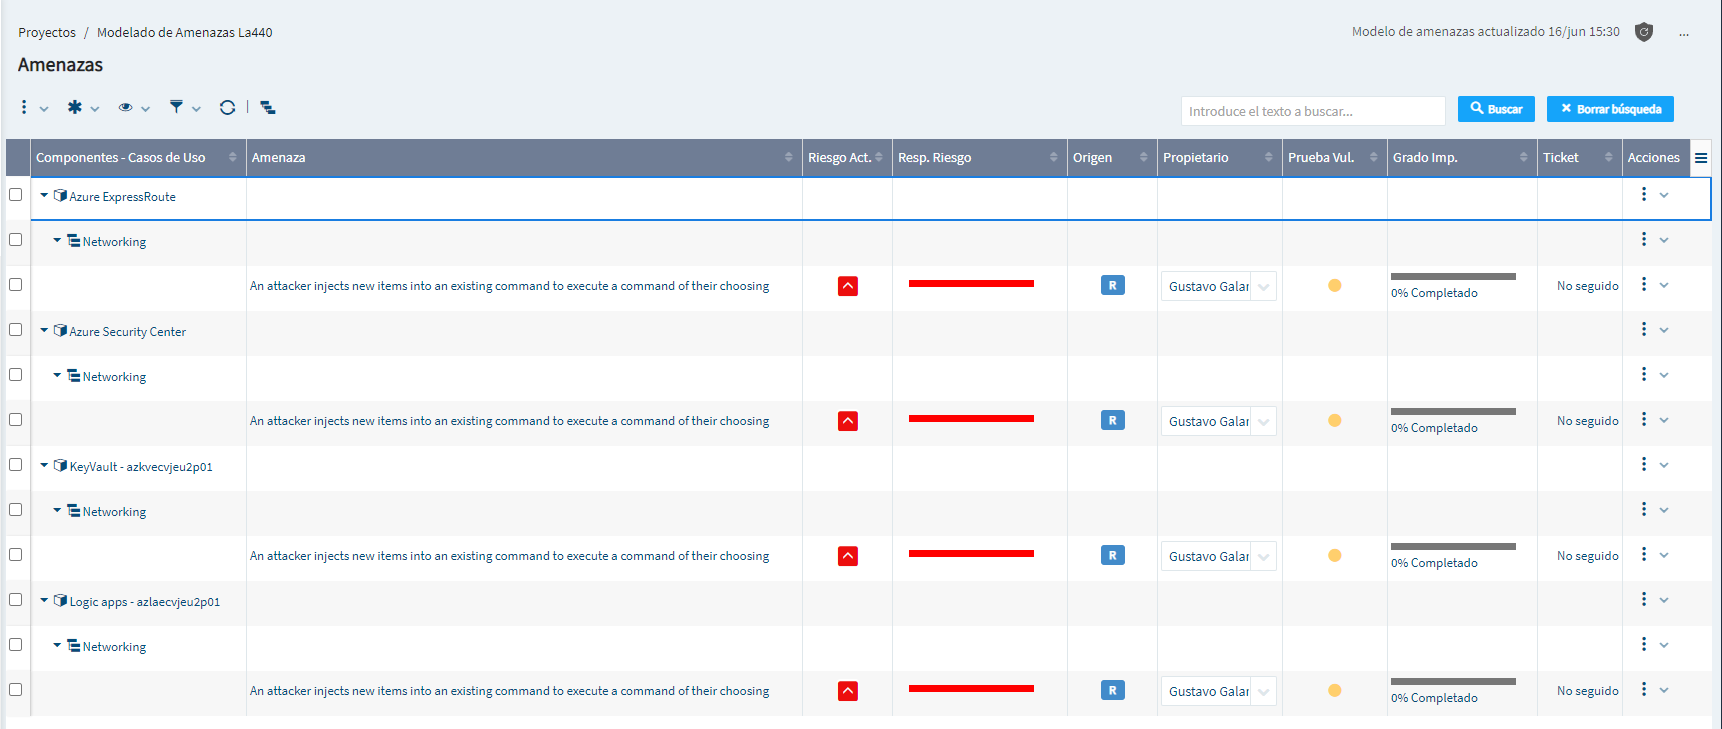 Proyectos / Modelado de Amenazas La440
Modelo de amenazas actualizado 16/jun 15:30 ...
Amenazas
Introduce el texto a buscar... Buscar Borrar búsqueda
Componentes - Casos de Uso Amenaza Riesgo Act. Resp. Riesgo Origen Propietario Prueba Vul. Grado Imp. Ticket Acciones
Azure ExpressRoute
Networking
An attacker injects new items into an existing command to execute a command of their choosing R Gustavo Galar 0% Completado No seguido
Azure Security Center
Networking
An attacker injects new items into an existing command to execute a command of their choosing R Gustavo Galar 0% Completado No seguido
KeyVault - azkvecvjeu2p01
Networking
An attacker injects new items into an existing command to execute a command of their choosing R Gustavo Galar 0% Completado No seguido
Logic apps - azlaecvjeu2p01
Networking
An attacker injects new items into an existing command to execute a command of their choosing R Gustavo Galar 0% Completado No seguido